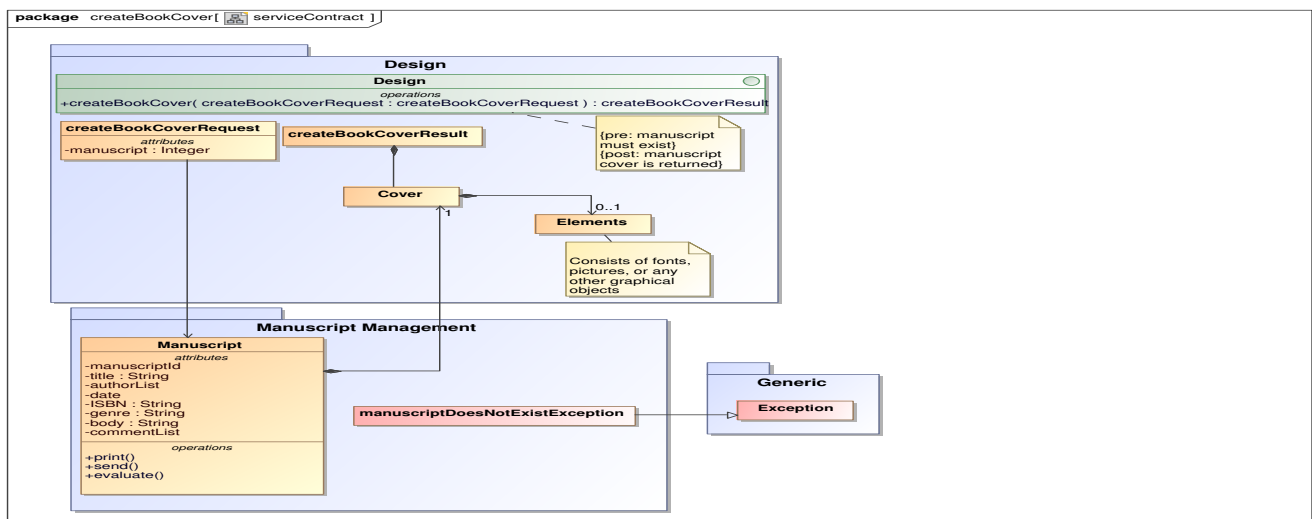 package createBookCover[ serviceContract ]
Design
Design
operations
+createBookCover( createBookCoverRequest : createBookCoverRequest ) : createBookCoverResult
createBookCoverRequest
attributes
-manuscript : Integer
createBookCoverResult
{pre: manuscript
must exist}
{post: manuscript
cover is returned}
Cover
1
0..1
Elements
Consists of fonts,
pictures, or any
other graphical
objects
Manuscript Management
Manuscript
attributes
-manuscriptId
-title : String
-authorList
-date
-ISBN : String
-genre : String
-body : String
-commentList
operations
+print()
+send()
+evaluate()
manuscriptDoesNotExistException
Generic
Exception